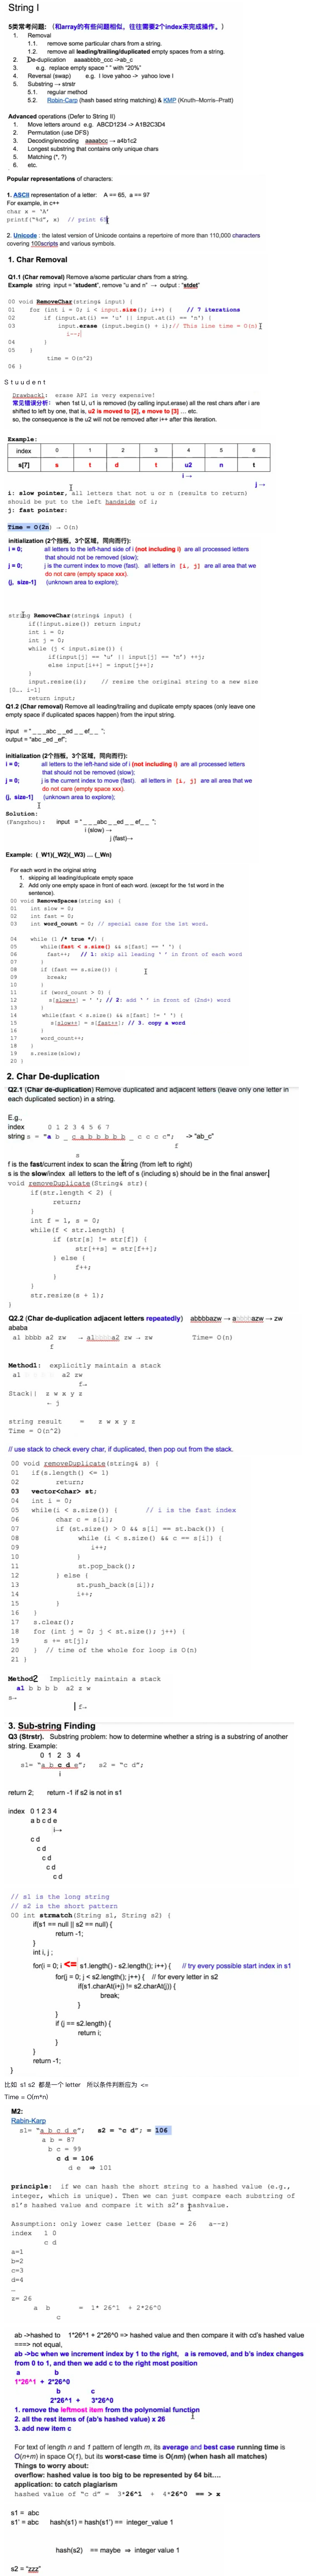 String I
5类常考问题: (和array的有些问题相似。往往需要2个index来完成操作。)
1. Removal
1.1. remove some particular chars from a string.
1.2. remove all leading/trailing/duplicated empty spaces from a string.
2. De-duplication aaaabbbb_ccc ->ab_c
3. e.g. replace empty space " " with "20%"
4. Reversal (swap) e.g. I love yahoo -> yahoo love I
5. Substring → strstr
5.1. regular method
5.2. Robin-Carp (hash based string matching) & KMP (Knuth–Morris–Pratt)
Advanced operations (Defer to String II)
1. Move letters around e.g. ABCD1234 -> A1B2C3D4
2. Permutation (use DFS)
3. Decoding/enconding aaaabcc → a4b1c2
4. Longest substring that contains only unique chars
5. Matching (*, ?)
6. etc.
Popular representations of characters:
1. ASCII representation of a letter: A == 65, a == 97
For example, in c++
char x = 'A'
printf("%d", x) // print 65
2. Unicode : the latest version of Unicode contains a repertoire of more than 110,000 characters
covering 100scripts and various symbols.
1. Char Removal
Q1.1 (Char removal) Remove a/some particular chars from a string.
Example string input = "student", remove "u and n" → output : "stdet"
00 void RemoveChar(string& input) {
01 for (int i = 0; i < input.size(); i++) { // 7 iterations
02 if (input.at(i) == 'u' || input.at(i) == 'n') {
03 input.erase (input.begin() + i);// This line time = O(n)
i--;
04 }
05 }
time = O(n^2)
06 }
S t u u d e n t
Drawback1: erase API is very expensive!
常见错误分析: when 1st U, u1 is removed (by calling input.erase) all the rest chars after i are
shifted to left by one, that is, u2 is moved to [2], e move to [3] ... etc.
so, the consequence is the u2 will not be removed after i++ after this iteration.
Example:
index 0 1 2 3 4 5 6
s[7] s t d t u2 n t
i→
j→
i: slow pointer, all letters that not u or n (results to return)
should be put to the left handside of i;
j: fast pointer:
Time = O(2n) → O(n)
initialization (2个挡板, 3个区域, 同向而行):
i = 0; all letters to the left-hand side of i (not including i) are all processed letters
that should not be removed (slow);
j = 0; j is the current index to move (fast). all letters in [i, j] are all area that we
do not care (empty space xxx).
(j, size-1] (unknown area to explore);
string RemoveChar(string& input) {
if(!input.size()) return input;
int i = 0;
int j = 0;
while (j < input.size()) {
if(input[j] == 'u' || input[j] == 'n') ++j;
else input[i++] = input[j++];
}
input.resize(i); // resize the original string to a new size
[0.. i-1]
return input;
Q1.2 (Char removal) Remove all leading/trailing and duplicate empty spaces (only leave one
empty space if duplicated spaces happen) from the input string.
input = "_ _ _abc _ _ed _ _ef_ _ ";
output = "abc _ed _ef";
initialization (2个挡板, 3个区域, 同向而行):
i = 0; all letters to the left-hand side of i (not including i) are all processed letters
that should not be removed (slow);
j = 0; j is the current index to move (fast). all letters in [i, j] are all area that we
do not care (empty space xxx).
(j, size-1] (unknown area to explore);
Solution:
(Fangzhou): input = "_ _ _abc _ _ed _ _ef_ _ ";
i (slow)→
j (fast)→
Example: (_W1)(_W2)(_W3) ... (_Wn)
For each word in the original string
1. skipping all leading/duplicate empty space
2. Add only one empty space in front of each word. (except for the 1st word in the
sentence).
00 void RemoveSpaces(string &s) {
01 int slow = 0;
02 int fast = 0;
03 int word_count = 0; // special case for the 1st word.
04 while (1 /* true */) {
05 while(fast < s.size() && s[fast] == ' ') {
06 fast++; // 1: skip all leading ' ' in front of each word
07 }
08 if (fast == s.size()) {
09 break;
10 }
11 if (word_count > 0) {
12 s[slow++] = ' '; // 2: add ' ' in front of (2nd+) word
13 }
14 while(fast < s.size() && s[fast] != ' ') {
15 s[slow++] = s[fast++]; // 3. copy a word
16 }
17 word_count++;
18 }
19 s.resize(slow);
20 }
2. Char De-duplication
Q2.1 (Char de-duplication) Remove duplicated and adjacent letters (leave only one letter in
each duplicated section) in a string.
E.g.,
index 0 1 2 3 4 5 6 7
string s = "a b _ c a b b b b b _ c c c c"; -> "ab_c"
f
s
f is the fast/current index to scan the string (from left to right)
s is the slow/index all letters to the left of s (including s) should be in the final answer.
void removeDuplicate(String& str){
if(str.length < 2) {
return;
}
int f = 1, s = 0;
while(f < str.length) {
if (str[s] != str[f]) {
str[++s] = str[f++];
} else {
f++;
}
}
str.resize(s + 1);
}
Q2.2 (Char de-duplication adjacent letters repeatedly) abbbbazw → abbbbazw → zw
ababa
a1 bbbb a2 zw → a1bbbba2 zw → zw Time= O(n)
f
Method1: explicitly maintain a stack
a1 a2 zw
f→
Stack|| z w x y z
← j
string result = z w x y z
Time = O(n^2)
// use stack to check every char, if duplicated, then pop out from the stack.
00 void removeDuplicate(string& s) {
01 if(s.length() <= 1)
02 return;
03 vector<char> st;
04 int i = 0;
05 while(i < s.size()) { // i is the fast index
06 char c = s[i];
07 if (st.size() > 0 && s[i] == st.back()) {
08 while (i < s.size() && c == s[i]) {
09 i++;
10 }
11 st.pop_back();
12 } else {
13 st.push_back(s[i]);
14 i++;
15 }
16 }
17 s.clear();
18 for (int j = 0; j < st.size(); j++) {
19 s += st[j];
20 } // time of the whole for loop is O(n)
21 }
Method2 Implicitly maintain a stack
a1 b b b b a2 z w
s→
f→
3. Sub-string Finding
Q3 (Strstr). Substring problem: how to determine whether a string is a substring of another
string. Example:
0 1 2 3 4
s1= "a b c d e"; s2 = "c d";
i
return 2; return -1 if s2 is not in s1
index 0 1 2 3 4
a b c d e
i→
c d
c d
c d
c d
c d
// s1 is the long string
// s2 is the short pattern
00 int strmatch(String s1, String s2) {
if(s1 == null || s2 == null) {
return -1;
}
int i, j ;
for(i = 0; i <= s1.length() - s2.length(); i++) { // try every possible start index in s1
for(j = 0; j < s2.length(); j++) { // for every letter in s2
if(s1.charAt(i+j) != s2.charAt(j)) {
break;
}
}
if (j == s2.length) {
return i;
}
}
return -1;
}
比如 s1 s2 都是一个 letter 所以条件判断应为 <=
Time = O(m*n)
M2:
Rabin-Karp
s1= "a b c d e"; s2 = "c d"; = 106
a b = 87
b c = 99
c d = 106
d e ⇒ 101
principle: if we can hash the short string to a hashed value (e.g.,
integer, which is unique). Then we can just compare each substring of
s1's hashed value and compare it with s2's hashvalue.
Assumption: only lower case letter (base = 26 a--z)
index 1 0
c d
a=1
b=2
c=3
d=4
...
z= 26
a b = 1* 26^1 + 2*26^0
c
ab ->hashed to 1*26^1 + 2*26^0 => hashed value and then compare it with cd's hashed value
===> not equal,
ab ->bc when we increment index by 1 to the right, a is removed, and b's index changes
from 0 to 1, and then we add c to the right most position
a b
1*26^1 + 2*26^0
b c
2*26^1 + 3*26^0
1. remove the leftmost item from the polynomial function
2. all the rest items of (ab's hashed value) x 26
3. add new item c
For text of length n and 1 pattern of length m, its average and best case running time is
O(n+m) in space O(1), but its worst-case time is O(nm) (when hash all matches)
Things to worry about:
overflow: hashed value is too big to be represented by 64 bit....
application: to catch plagiarism
hashed value of "c d" = 3*26^1 + 4*26^0 ==> x
s1 = abc
s1' = abc hash(s1) = hash(s1') == integer_value 1
hash(s2) == maybe ⇒ integer value 1
s2 = "zzz"